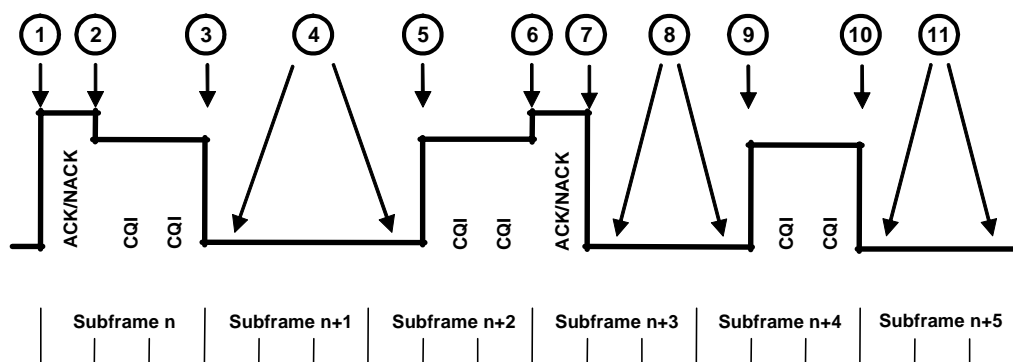 1 2 3 4 5 6 7 8 9 10 11
ACK/NACK CQI CQI CQI CQI ACK/NACK CQI CQI
Subframe n Subframe n+1 Subframe n+2 Subframe n+3 Subframe n+4 Subframe n+5